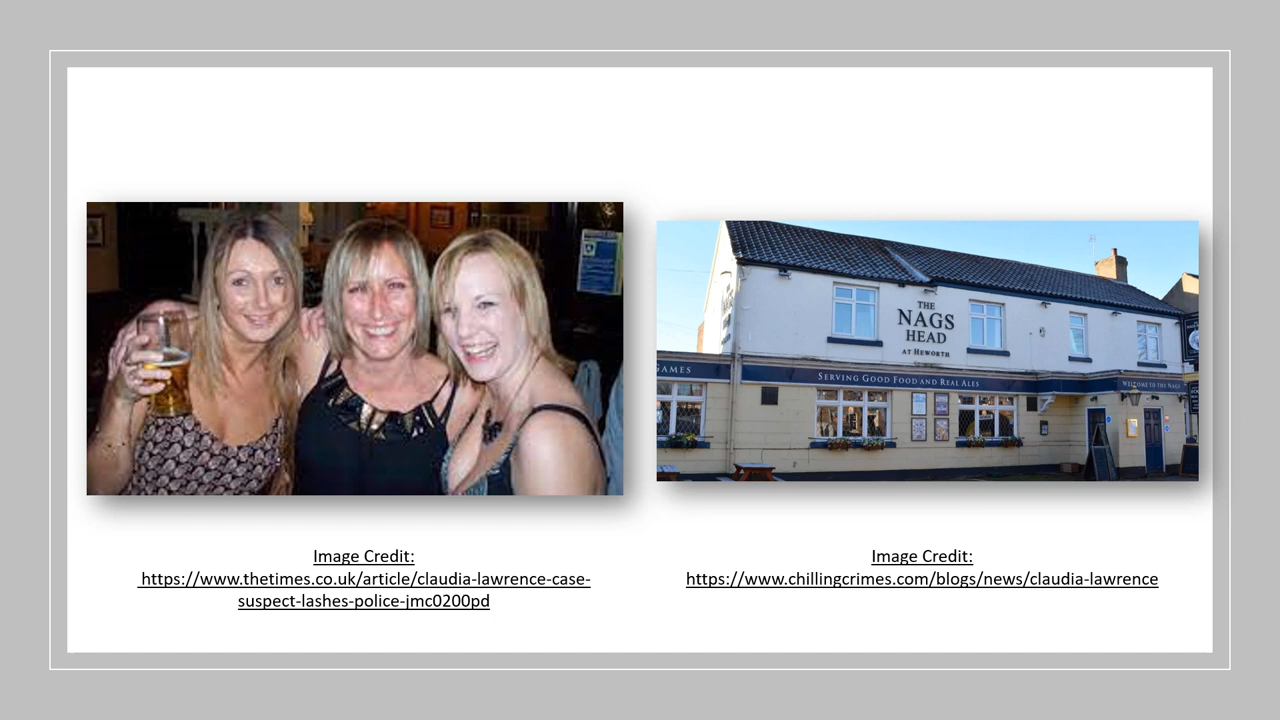 GAMES
THE
NAGS
HEAD
AT HEWORTH
SERVING GOOD FOOD AND REAL ALES
WELCOME TO THE NAGS
Image Credit:
https://www.thetimes.co.uk/article/claudia-lawrence-case-
suspect-lashes-police-jmc0200pd
Image Credit:
https://www.chillingcrimes.com/blogs/news/claudia-lawrence